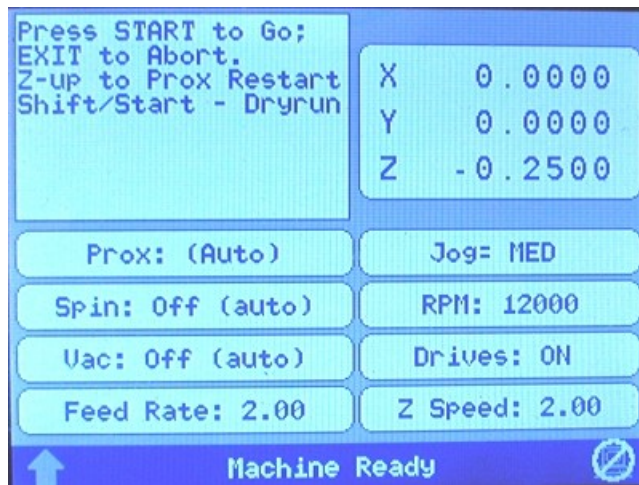 Press START to Go;
EXIT to Abort.
Z-up to Prox Restart
Shift/Start - Dryrun
X 0.0000
Y 0.0000
Z -0.2500
Prox: (Auto)
Jog= MED
Spin: Off (auto)
RPM: 12000
Vac: Off (auto)
Drives: ON
Feed Rate: 2.00
Z Speed: 2.00
Machine Ready
Z